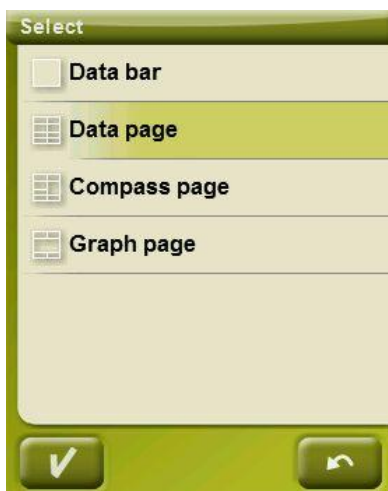 Select
Data bar
Data page
Compass page
Graph page